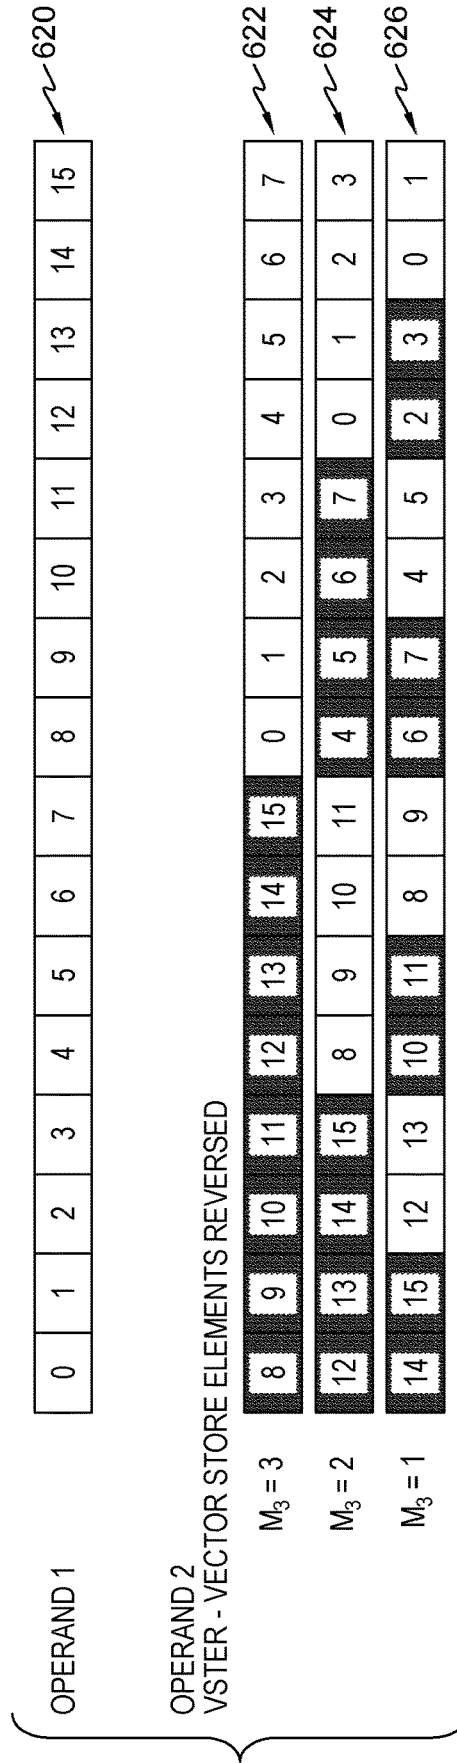 OPERAND 1 0 1 2 3 4 5 6 7 8 9 10 11 12 13 14 15 620
OPERAND 2
VSTER - VECTOR STORE ELEMENTS REVERSED
M₃ = 3 8 9 10 11 12 13 14 15 0 1 2 3 4 5 6 7 622
M₃ = 2 12 13 14 15 8 9 10 11 4 5 6 7 0 1 2 3 624
M₃ = 1 14 15 12 13 10 11 8 9 6 7 4 5 2 3 0 1 626